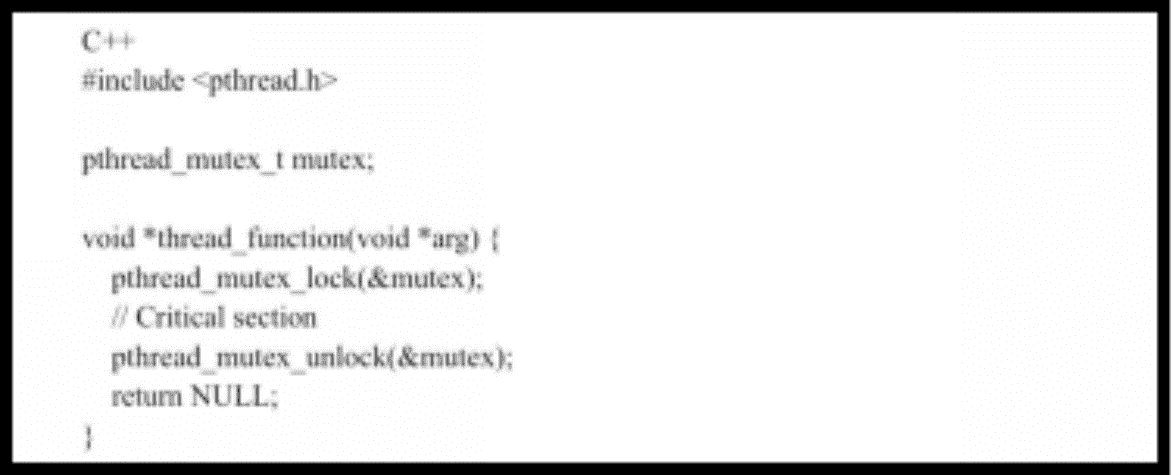 C++
#include <pthread.h>
pthread_mutex_t mutex;
void *thread_function(void *arg) {
pthread_mutex_lock(&mutex);
// Critical section
pthread_mutex_unlock(&mutex);
return NULL;
}